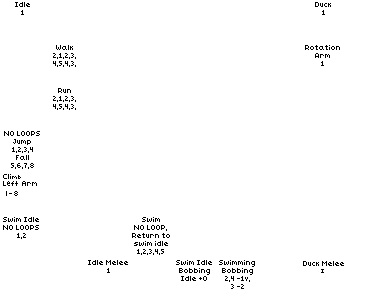 Idle
1
Duck
1
Walk
2,1,2,3,
4,5,4,3,
Rotation
Arm
1
Run
2,1,2,3,
4,5,4,3,
NO LOOPS
Jump
1,2,3,4
Fall
5,6,7,8
Climb
Left Arm
1-8
Swim Idle
NO LOOPS
1,2
Swim
NO LOOP,
Return to
swim idle
1,2,3,4,5
Idle Melee
1
Swim Idle
Bobbing
Idle +0
Swimming
Bobbing
2,4 -1v,
3 -2
Duck Melee
1